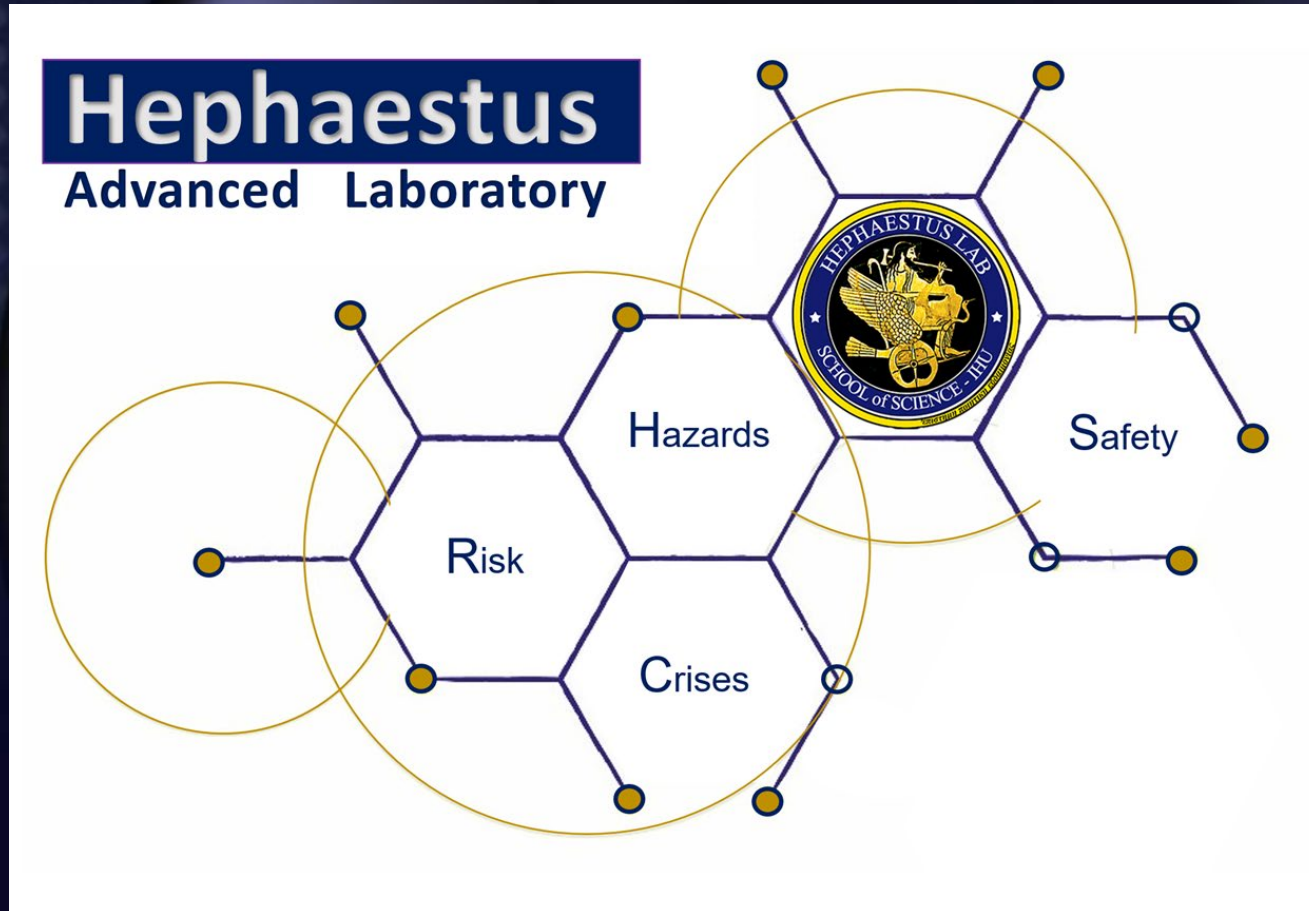 Hephaestus
Advanced Laboratory
HEPHAESTUS LAB
SCHOOL of SCIENCE - IHU
Hazards
Safety
Risk
Crises